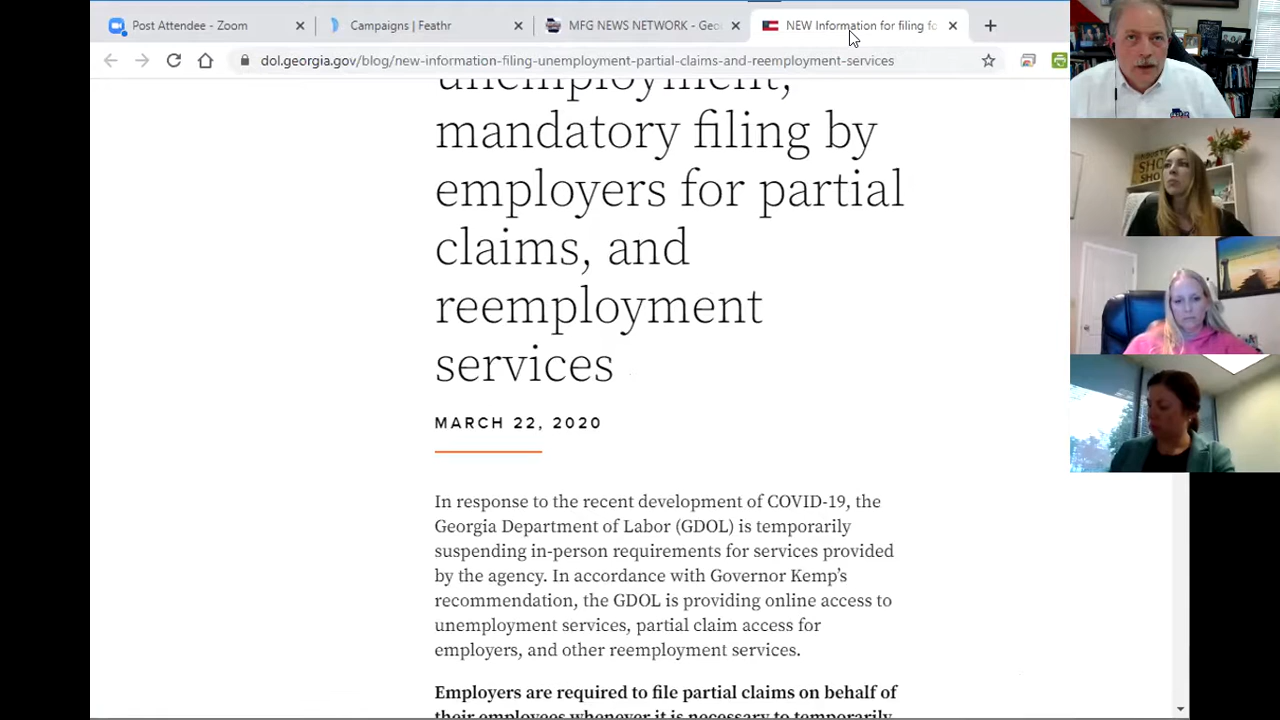 Post Attendee - Zoom
Campaigns | Feathr
MFG NEWS NETWORK - Geo
NEW Information for filing fo
dol.georgia.gov/blog/new-information-filing-unemployment-partial-claims-and-reemployment-services
unemployment,
mandatory filing by
employers for partial
claims, and
reemployment
services
MARCH 22, 2020
In response to the recent development of COVID-19, the
Georgia Department of Labor (GDOL) is temporarily
suspending in-person requirements for services provided
by the agency. In accordance with Governor Kemp's
recommendation, the GDOL is providing online access to
unemployment services, partial claim access for
employers, and other reemployment services.
Employers are required to file partial claims on behalf of
their employees whenever it is necessary to temporarily
SHO
SHO